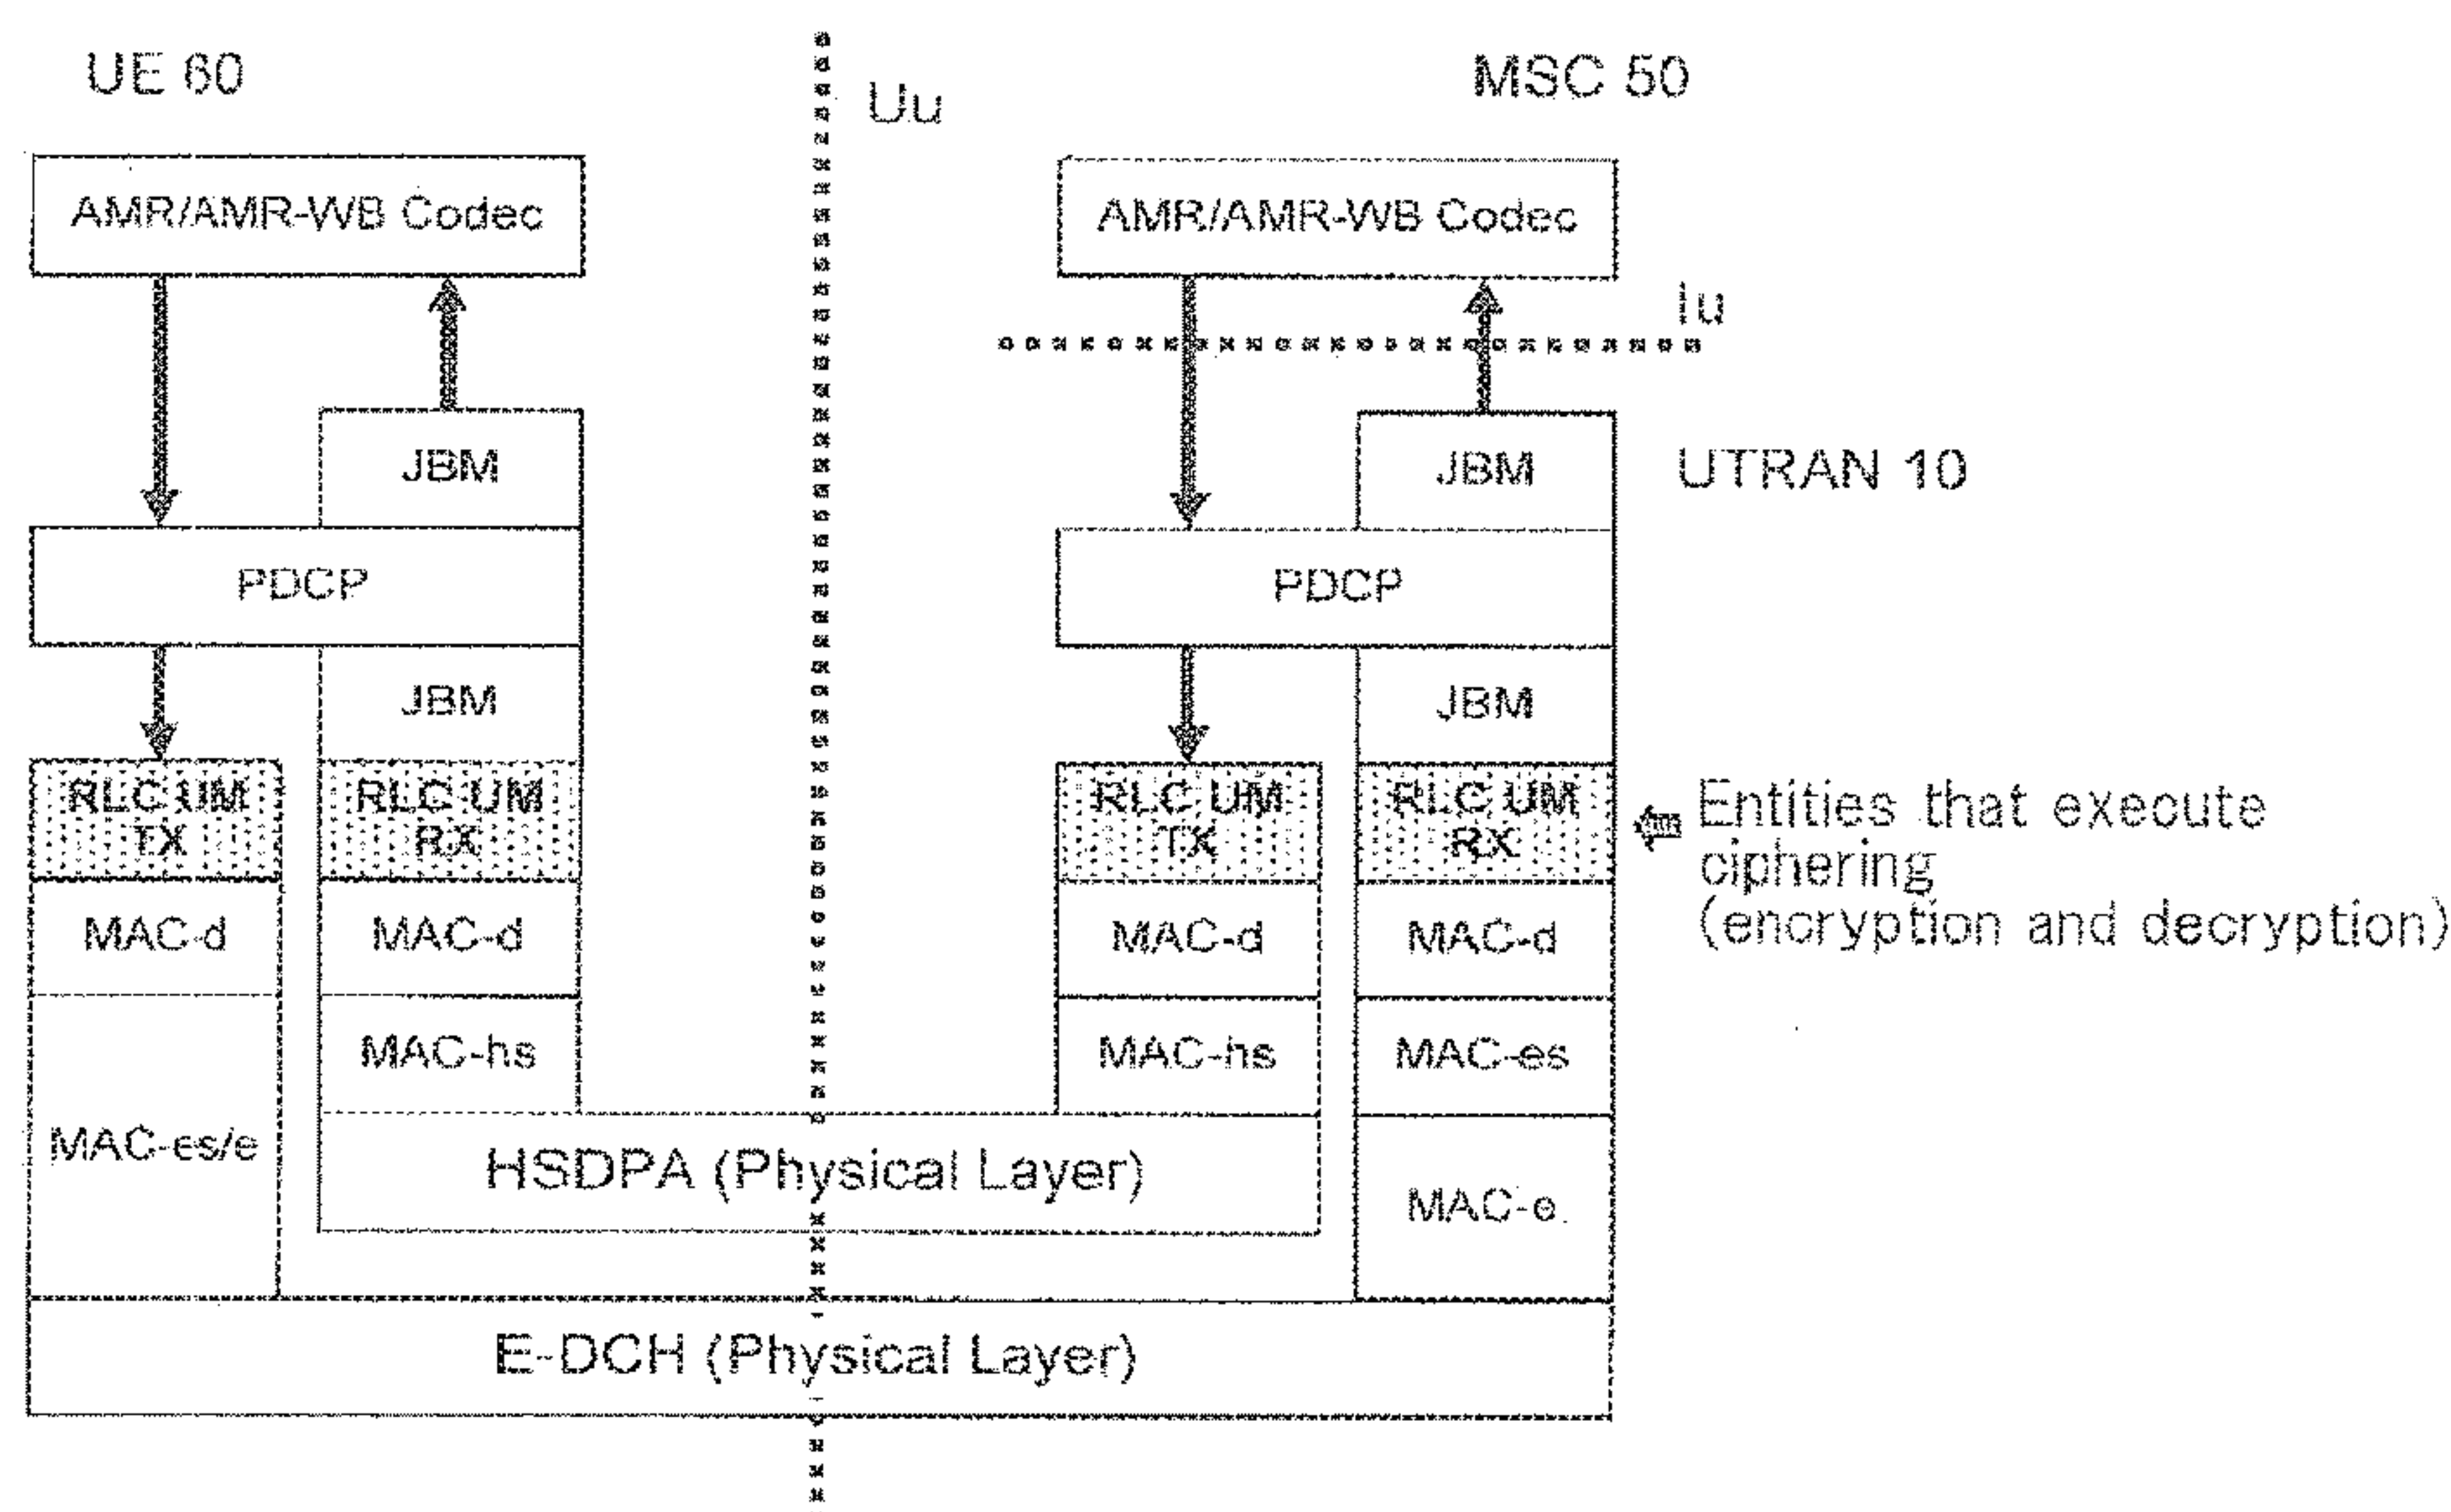 UE 60
Uu
MSC 50
AMR/AMR-WB Codec
AMR/AMR-WB Codec
Iu
JBM
JBM
UTRAN 10
PDCP
PDCP
JBM
JBM
RLC UM
TX
RLC UM
RX
RLC UM
TX
RLC UM
RX
Entities that execute
ciphering
(encryption and decryption)
MAC-d
MAC-d
MAC-d
MAC-d
MAC-hs
MAC-hs
MAC-es
MAC-es/e
HSDPA (Physical Layer)
MAC-e
E-DCH (Physical Layer)